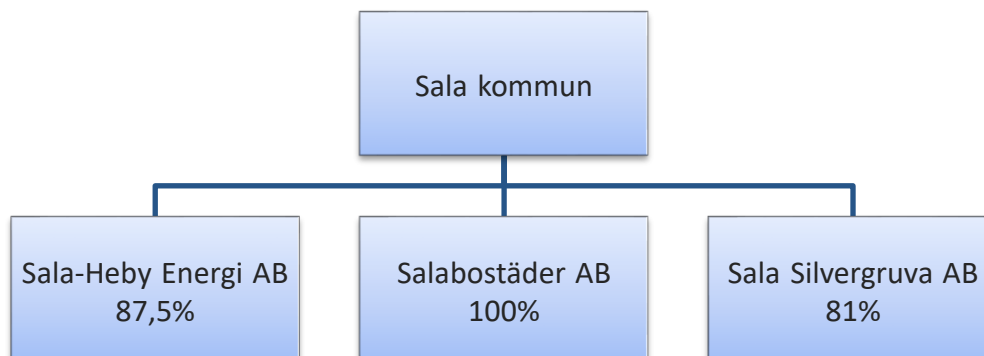 Sala kommun
Sala-Heby Energi AB
87,5%
Salabostäder AB
100%
Sala Silvergruva AB
81%